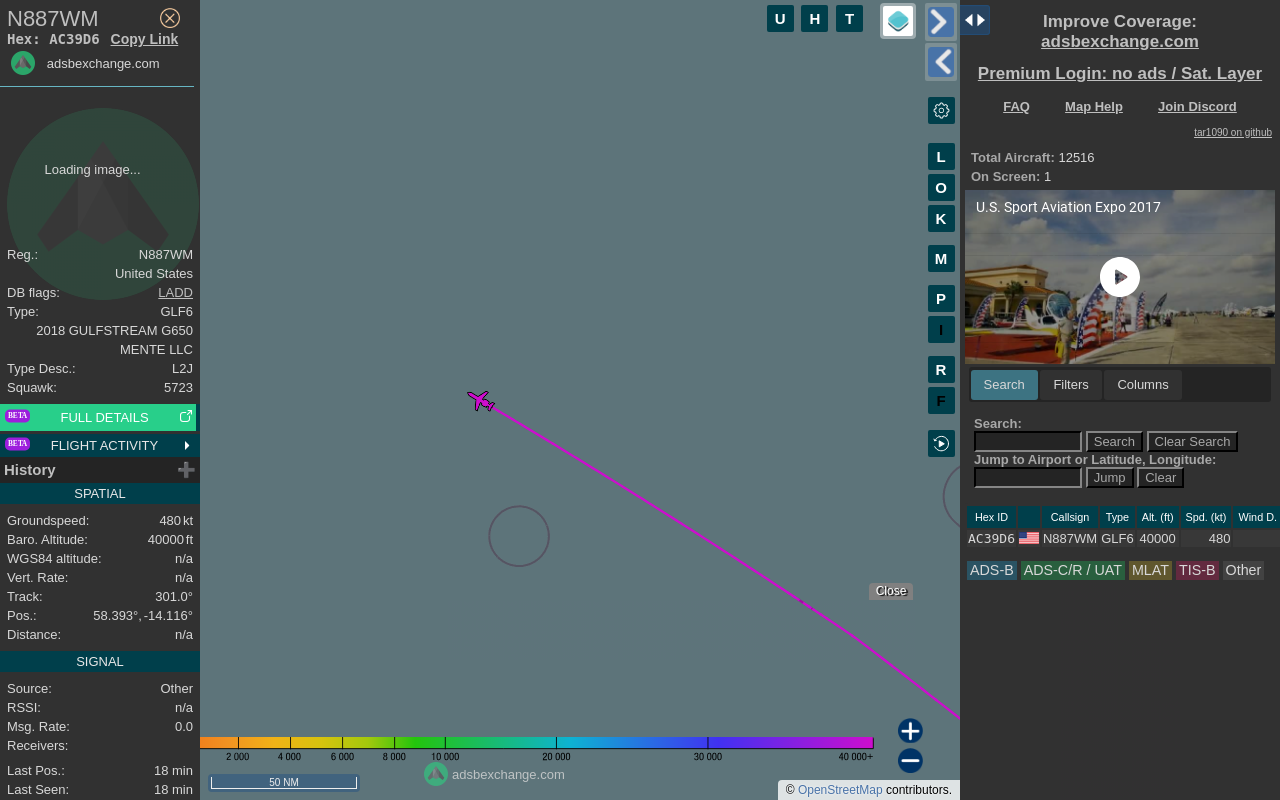 N887WM
Hex: AC39D6 Copy Link
adsbexchange.com
Loading image...
Reg.: N887WM
United States
DB flags: LADD
Type: GLF6
2018 GULFSTREAM G650
MENTE LLC
Type Desc.: L2J
Squawk: 5723
BETA FULL DETAILS
BETA FLIGHT ACTIVITY
History
SPATIAL
Groundspeed: 480 kt
Baro. Altitude: 40000 ft
WGS84 altitude: n/a
Vert. Rate: n/a
Track: 301.0°
Pos.: 58.393°, -14.116°
Distance: n/a
SIGNAL
Source: Other
RSSI: n/a
Msg. Rate: 0.0
Receivers:
Last Pos.: 18 min
Last Seen: 18 min
U H T
L
O
K
M
P
I
R
F
Close
2 000 4 000 6 000 8 000 10 000 20 000 30 000 40 000+
50 NM
adsbexchange.com
© OpenStreetMap contributors.
Improve Coverage:
adsbexchange.com
Premium Login: no ads / Sat. Layer
FAQ Map Help Join Discord
tar1090 on github
Total Aircraft: 12516
On Screen: 1
U.S. Sport Aviation Expo 2017
Search Filters Columns
Search:
Search Clear Search
Jump to Airport or Latitude, Longitude:
Jump Clear
Hex ID Callsign Type Alt. (ft) Spd. (kt) Wind D.
AC39D6 N887WM GLF6 40000 480
ADS-B ADS-C/R / UAT MLAT TIS-B Other